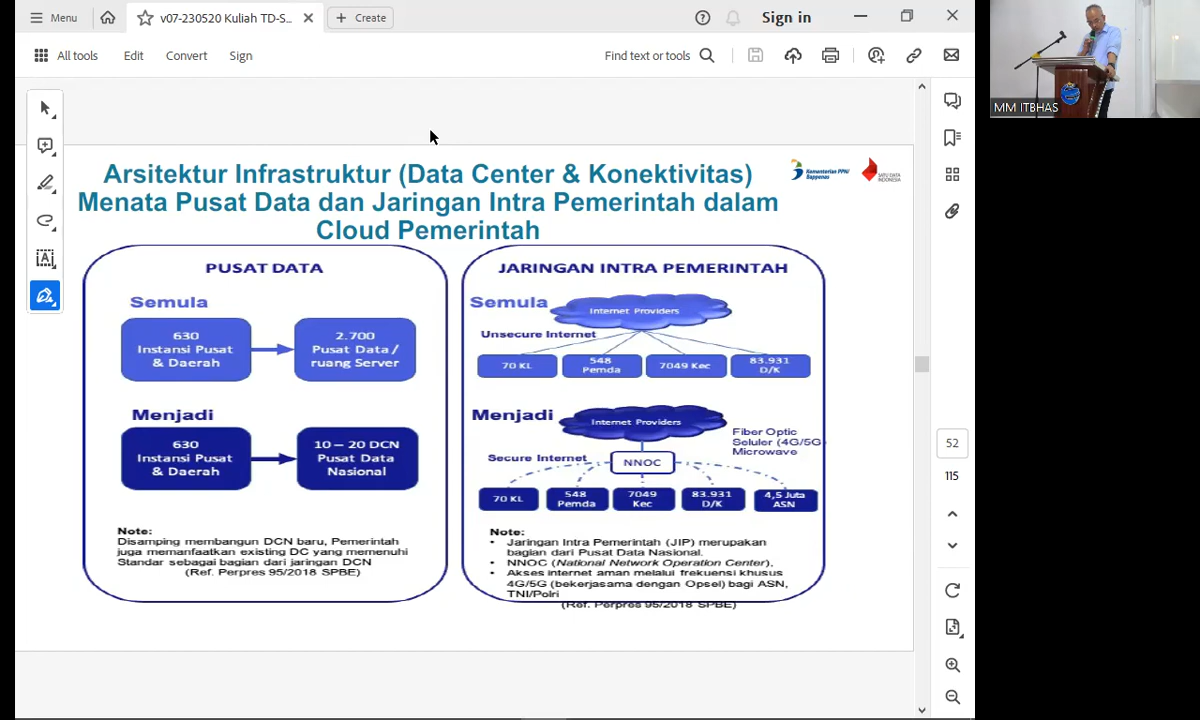 Menu
v07-230520 Kuliah TD-S...
Create
Sign in
All tools
Edit
Convert
Sign
Find text or tools
MM ITBHAS
Arsitektur Infrastruktur (Data Center & Konektivitas)
Menata Pusat Data dan Jaringan Intra Pemerintah dalam
Cloud Pemerintah
Kementerian PPN/
Bappenas
SATU DATA
INDONESIA
PUSAT DATA
Semula
630
Instansi Pusat
& Daerah
2.700
Pusat Data /
ruang Server
Menjadi
630
Instansi Pusat
& Daerah
10 – 20 DCN
Pusat Data
Nasional
Note:
Disamping membangun DCN baru, Pemerintah
juga memanfaatkan existing DC yang memenuhi
Standar sebagai bagian dari jaringan DCN
(Ref. Perpres 95/2018 SPBE)
JARINGAN INTRA PEMERINTAH
Semula
Internet Providers
Unsecure Internet
70 KL
548
Pemda
7049 Kec
83.931
D/K
Menjadi
Internet Providers
Fiber Optic
Seluler (4G/5G)
Microwave
Secure Internet
NNOC
70 KL
548
Pemda
7049
Kec
83.931
D/K
4,5 Juta
ASN
Note:
• Jaringan Intra Pemerintah (JIP) merupakan
bagian dari Pusat Data Nasional.
• NNOC (National Network Operation Center),
• Akses internet aman melalui frekuensi khusus
4G/5G (bekerjasama dengan Opsel) bagi ASN,
TNI/Polri
(Ref. Perpres 95/2018 SPBE)
52
115